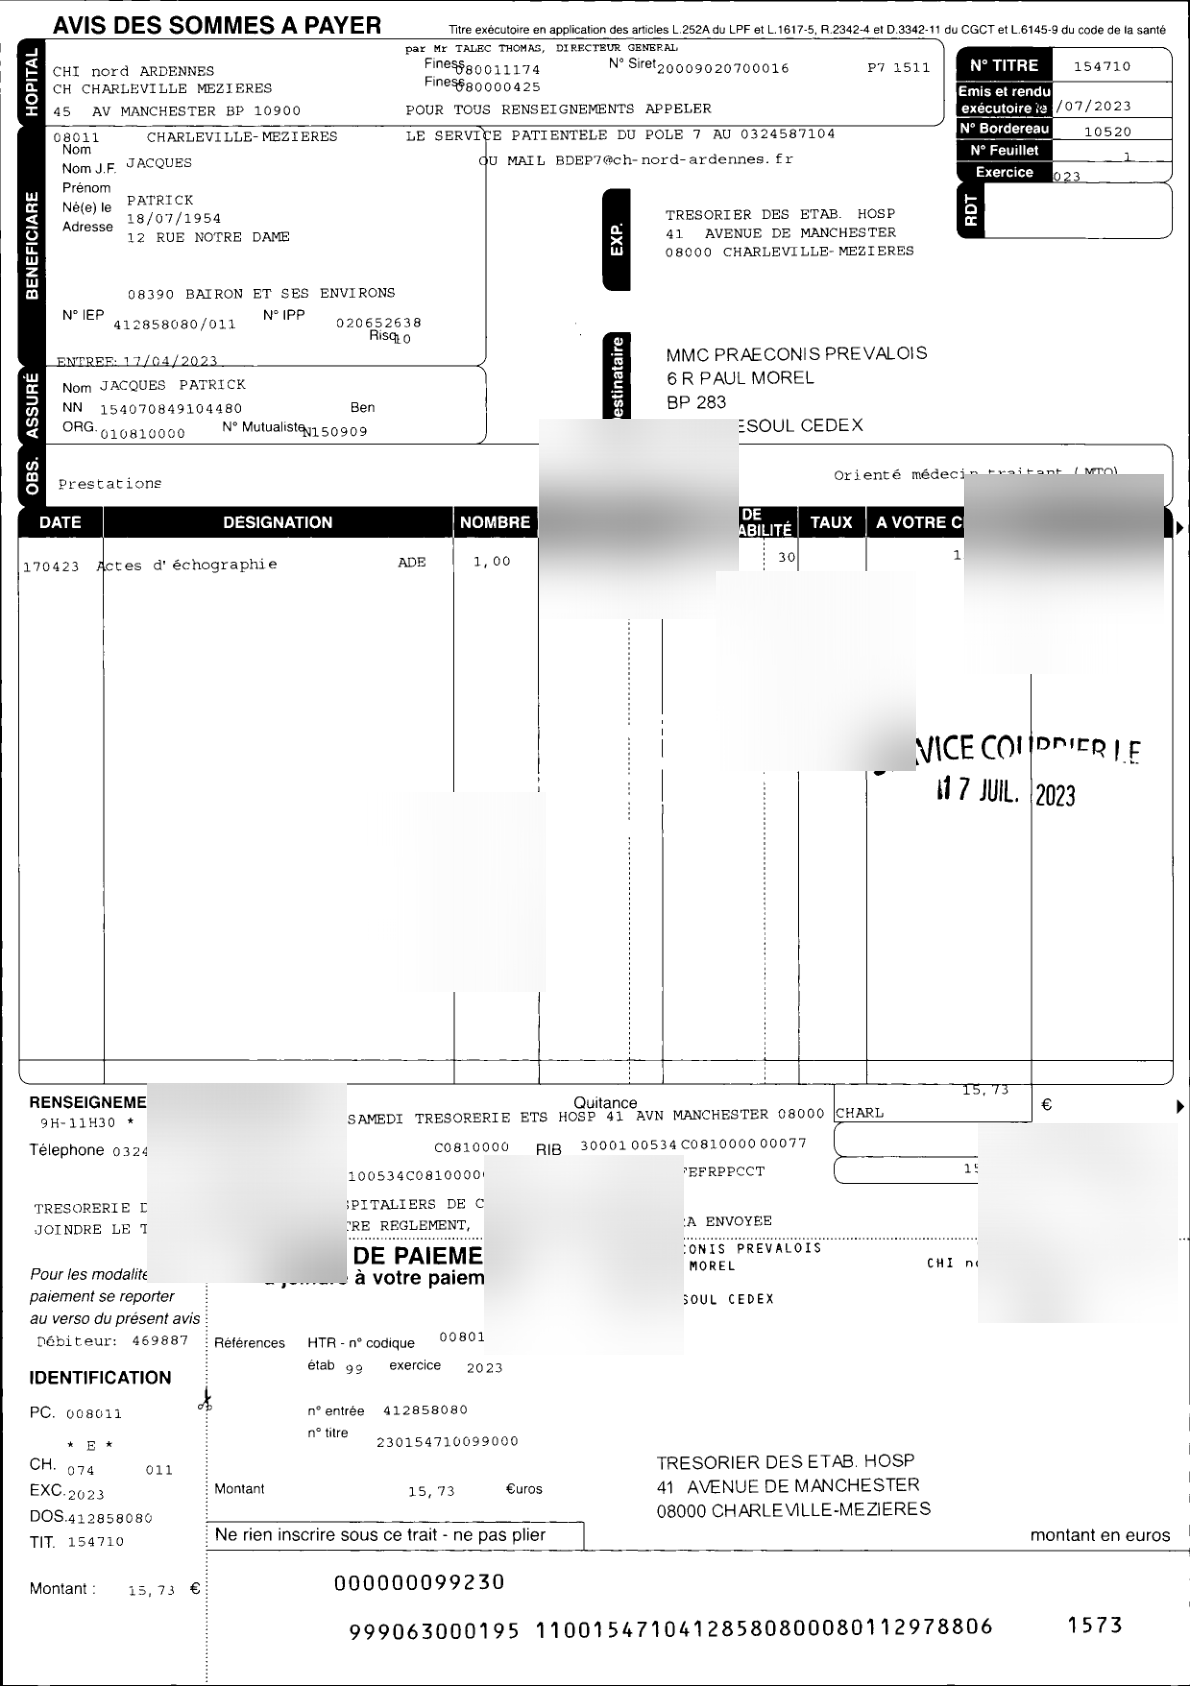 AVIS DES SOMMES A PAYER
Titre exécutoire en application des articles L.252A du LPF et L.1617-5, R.2342-4 et D.3342-11 du CGCT et L.6145-9 du code de la santé
HOPITAL
par Mr TALEC THOMAS, DIRECTEUR GENERAL
CHI nord ARDENNES
Finess 080011174 N° Siret 20009020700016 P7 1511
CH CHARLEVILLE MEZIERES
Finess 080000425
45 AV MANCHESTER BP 10900
POUR TOUS RENSEIGNEMENTS APPELER
08011 CHARLEVILLE-MEZIERES
LE SERVICE PATIENTELE DU POLE 7 AU 0324587104
OU MAIL BDEP7@ch-nord-ardennes.fr
N° TITRE 154710
Emis et rendu
exécutoire le /07/2023
N° Bordereau 10520
N° Feuillet 1
Exercice 023
RDT
BENEFICIAIRE
Nom
Nom J.F. JACQUES
Prénom
PATRICK
Né(e) le 18/07/1954
Adresse 12 RUE NOTRE DAME
08390 BAIRON ET SES ENVIRONS
N° IEP 412858080/011 N° IPP 020652638
Risq 10
ENTREE: 17/04/2023
EXP.
TRESORIER DES ETAB. HOSP
41 AVENUE DE MANCHESTER
08000 CHARLEVILLE-MEZIERES
estinataire
MMC PRAECONIS PREVALOIS
6 R PAUL MOREL
BP 283
ESOUL CEDEX
ASSURÉ
Nom JACQUES PATRICK
NN 154070849104480 Ben
ORG. 010810000 N° Mutualiste N150909
OBS.
Prestations
Orienté médecin traitant (MTO)
DATE DESIGNATION NOMBRE DE ABILITÉ TAUX A VOTRE C
170423 Actes d'échographie ADE 1,00 30 1
VICE COURRIER LE
17 JUIL. 2023
15,73 €
RENSEIGNEME
Quitance
9H-11H30 * SAMEDI TRESORERIE ETS HOSP 41 AVN MANCHESTER 08000 CHARL
Télephone 0324 C0810000 RIB 30001 00534 C0810000 00077
100534C08100000 EFRPPCCT 15
TRESORERIE D SPITALIERS DE C
JOINDRE LE T TRE REGLEMENT, RA ENVOYEE
DE PAIEME
à joindre à votre paiem
ONIS PREVALOIS
MOREL
SOUL CEDEX
CHI no
Pour les modalité
paiement se reporter
au verso du présent avis
Débiteur: 469887
Références HTR - n° codique 00801
étab 99 exercice 2023
n° entrée 412858080
n° titre 230154710099000
IDENTIFICATION
PC. 008011
* E *
CH. 074 011
EXC. 2023
DOS. 412858080
TIT. 154710
Montant : 15,73 €
Montant 15,73 €uros
TRESORIER DES ETAB. HOSP
41 AVENUE DE MANCHESTER
08000 CHARLEVILLE-MEZIERES
Ne rien inscrire sous ce trait - ne pas plier
montant en euros
000000099230
999063000195 11001547104128580800080112978806 1573